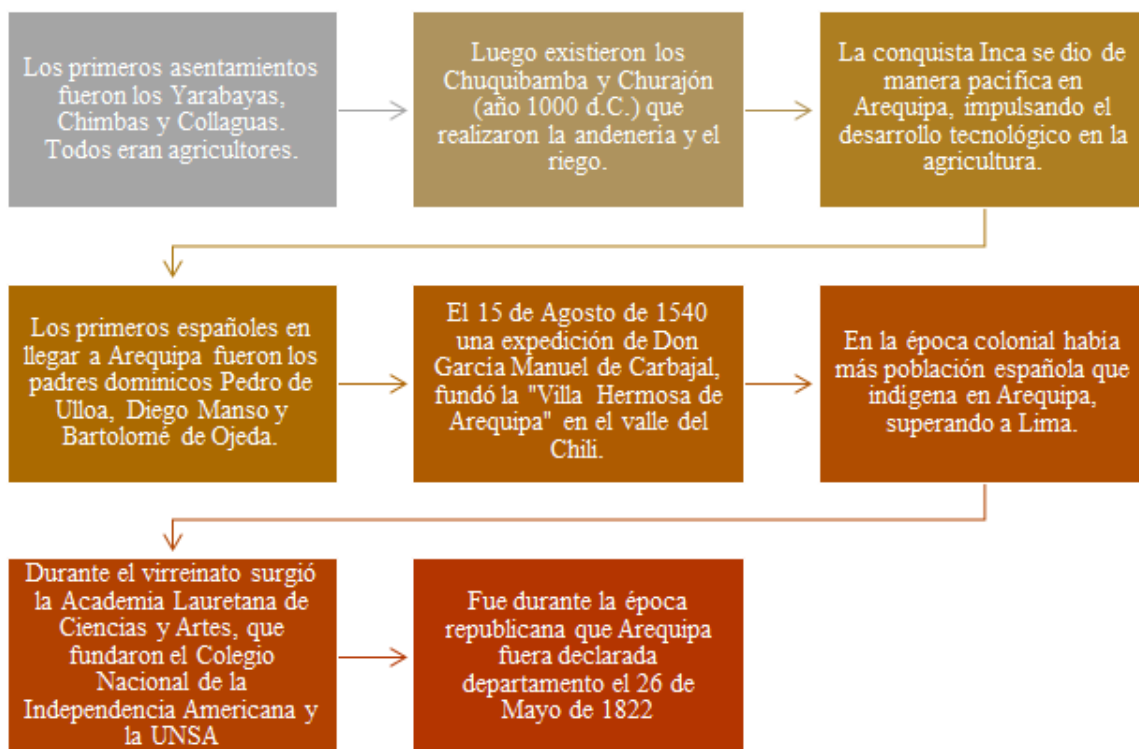 Los primeros asentamientos
fueron los Yarabayas,
Chimbas y Collaguas.
Todos eran agricultores.
Luego existieron los
Chuquibamba y Churajón
(año 1000 d.C.) que
realizaron la andenería y el
riego.
La conquista Inca se dio de
manera pacífica en
Arequipa, impulsando el
desarrollo tecnológico en la
agricultura.
Los primeros españoles en
llegar a Arequipa fueron los
padres dominicos Pedro de
Ulloa, Diego Manso y
Bartolomé de Ojeda.
El 15 de Agosto de 1540
una expedición de Don
Garcia Manuel de Carbajal,
fundó la "Villa Hermosa de
Arequipa" en el valle del
Chili.
En la época colonial había
más población española que
indígena en Arequipa,
superando a Lima.
Durante el virreinato surgió
la Academia Lauretana de
Ciencias y Artes, que
fundaron el Colegio
Nacional de la
Independencia Americana y
la UNSA
Fue durante la época
republicana que Arequipa
fuera declarada
departamento el 26 de
Mayo de 1822